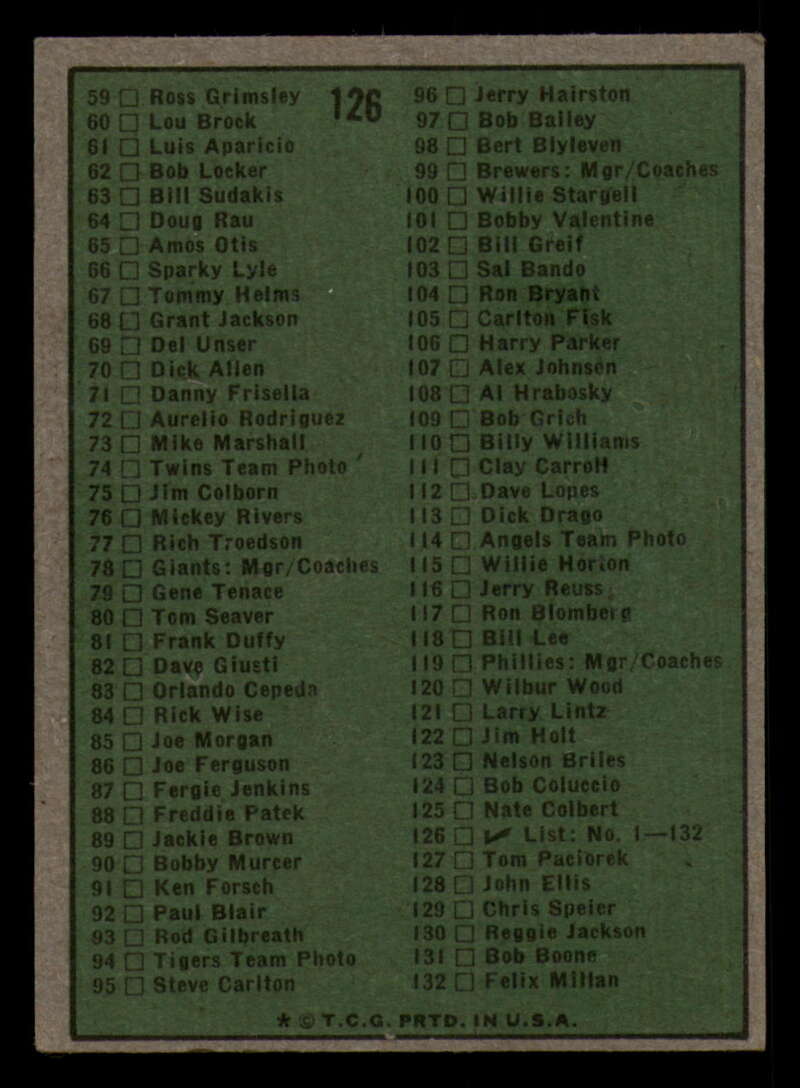 126
59 Ross Grimsley
60 Lou Brock
61 Luis Aparicio
62 Bob Locker
63 Bill Sudakis
64 Doug Rau
65 Amos Otis
66 Sparky Lyle
67 Tommy Helms
68 Grant Jackson
69 Del Unser
70 Dick Allen
71 Danny Frisella
72 Aurelio Rodriguez
73 Mike Marshall
74 Twins Team Photo
75 Jim Colborn
76 Mickey Rivers
77 Rich Troedson
78 Giants: Mgr/Coaches
79 Gene Tenace
80 Tom Seaver
81 Frank Duffy
82 Dave Giusti
83 Orlando Cepeda
84 Rick Wise
85 Joe Morgan
86 Joe Ferguson
87 Fergie Jenkins
88 Freddie Patek
89 Jackie Brown
90 Bobby Murcer
91 Ken Forsch
92 Paul Blair
93 Rod Gilbreath
94 Tigers Team Photo
95 Steve Carlton
96 Jerry Hairston
97 Bob Bailey
98 Bert Blyleven
99 Brewers: Mgr/Coaches
100 Willie Stargell
101 Bobby Valentine
102 Bill Greif
103 Sal Bando
104 Ron Bryant
105 Carlton Fisk
106 Harry Parker
107 Alex Johnson
108 Al Hrabosky
109 Bob Grich
110 Billy Williams
111 Clay Carroll
112 Dave Lopes
113 Dick Drago
114 Angels Team Photo
115 Willie Horton
116 Jerry Reuss
117 Ron Blomberg
118 Bill Lee
119 Phillies: Mgr/Coaches
120 Wilbur Wood
121 Larry Lintz
122 Jim Holt
123 Nelson Briles
124 Bob Coluccio
125 Nate Colbert
126 ✔ List: No. 1—132
127 Tom Paciorek
128 John Ellis
129 Chris Speier
130 Reggie Jackson
131 Bob Boone
132 Felix Millan
* © T.C.G. PRTD. IN U.S.A.